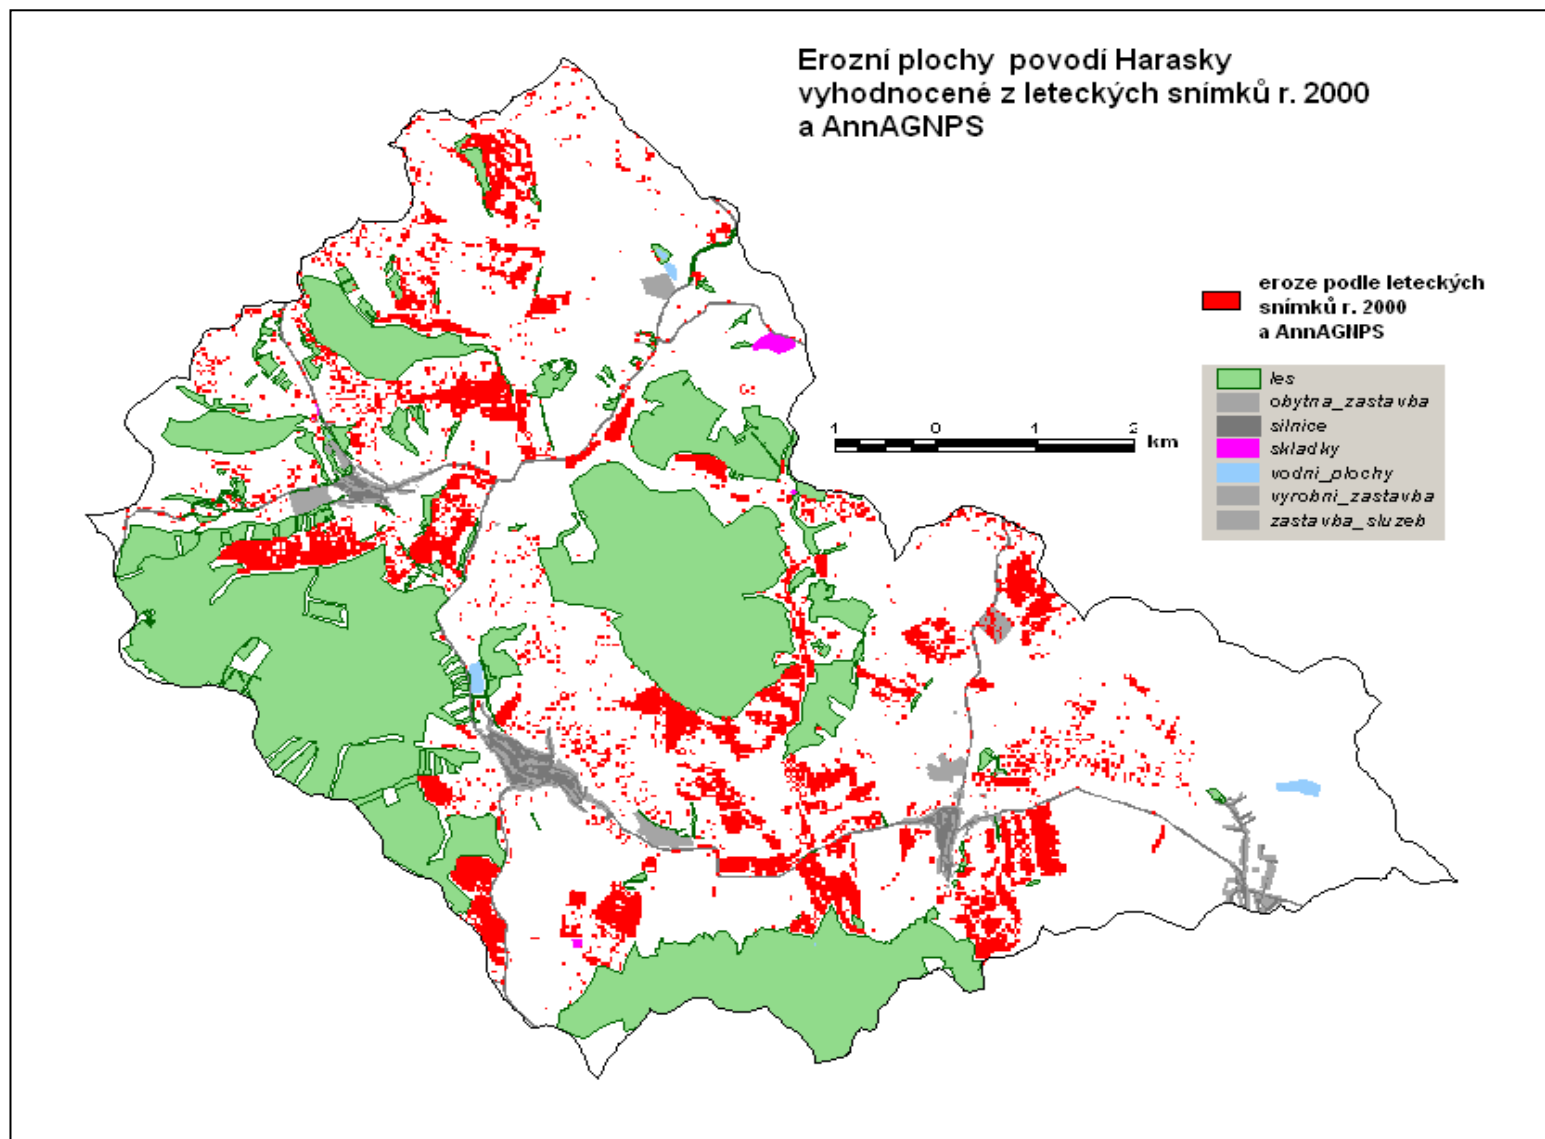 Erozní plochy povodí Harasky
vyhodnocené z leteckých snímků r. 2000
a AnnAGNPS
eroze podle leteckých
snímků r. 2000
a AnnAGNPS
les
obytna_zastavba
silnice
skladky
vodni_plochy
vyrobni_zastavba
zastavba_sluzeb
1 0 1 2 km